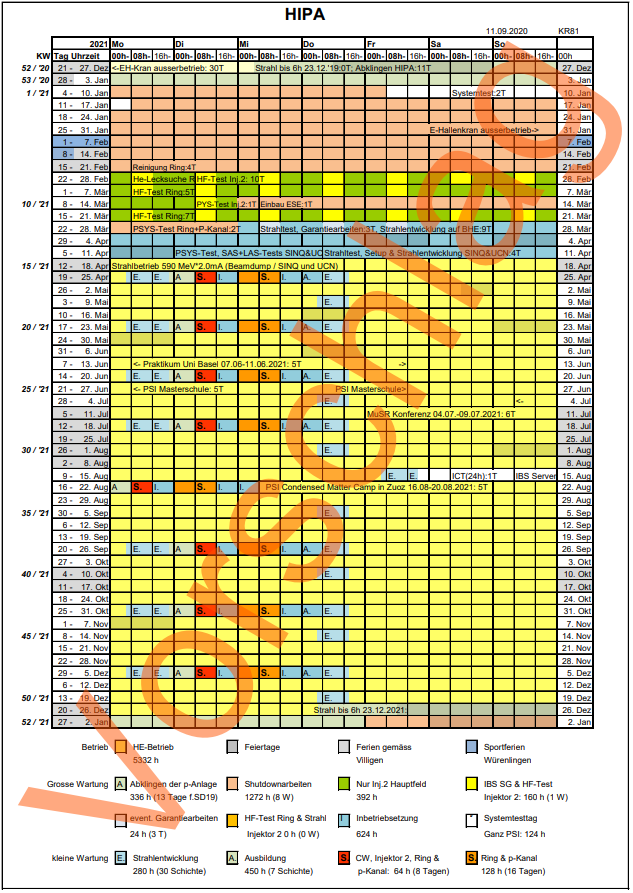 HIPA
11.09.2020 KR81
2021 Mo Di Mi Do Fr Sa So
KW Tag Uhrzeit 00h- 08h- 16h- 00h- 08h- 16h- 00h- 08h- 16h- 00h- 08h- 16h- 00h- 08h- 16h- 00h- 08h- 16h- 00h- 08h- 16h- 00h
52 / '20 21 - 27. Dez <-EH-Kran ausserbetrieb: 30T Strahl bis 6h 23.12.'19:0T; Abklingen HIPA:11T 27. Dez
53 / '20 28 - 3. Jan 3. Jan
1 / '21 4 - 10. Jan Systemtest:2T 10. Jan
11 - 17. Jan 17. Jan
18 - 24. Jan 24. Jan
25 - 31. Jan E-Hallenkran ausserbetrieb-> 31. Jan
1 - 7. Feb 7. Feb
8 - 14. Feb 14. Feb
15 - 21. Feb Reinigung Ring:4T 21. Feb
22 - 28. Feb He-Lecksuche R HF-Test Inj.2: 10T 28. Feb
1 - 7. Mär HF-Test Ring:5T 7. Mär
10 / '21 8 - 14. Mär PYS-Test Inj.2:1T Einbau ESE:1T 14. Mär
15 - 21. Mär HF-Test Ring:7T 21. Mär
22 - 28. Mär PSYS-Test Ring+P-Kanal:2T Strahltest, Garantiearbeiten:3T, Strahlentwicklung auf BHE:9T 28. Mär
29 - 4. Apr 4. Apr
5 - 11. Apr PSYS-Test, SAS+LAS-Tests SINQ&UC Strahltest, Setup & Strahlentwicklung SINQ&UCN:4T 11. Apr
15 / '21 12 - 18. Apr Strahlbetrieb 590 MeV*2.0mA (Beamdump / SINQ und UCN) 18. Apr
19 - 25. Apr E. E. A S. I. S. I. A. E. 25. Apr
26 - 2. Mai 2. Mai
3 - 9. Mai E. 9. Mai
10 - 16. Mai 16. Mai
20 / '21 17 - 23. Mai E. E. A S. I. S. I. A. E. 23. Mai
24 - 30. Mai 30. Mai
31 - 6. Jun 6. Jun
7 - 13. Jun <- Praktikum Uni Basel 07.06-11.06.2021: 5T -> 13. Jun
14 - 20. Jun E. E. A S. I. S. I. A. E. 20. Jun
25 / '21 21 - 27. Jun <- PSI Masterschule: 5T PSI Masterschule> 27. Jun
28 - 4. Jul E. <- 4. Jul
5 - 11. Jul MuSR Konferenz 04.07.-09.07.2021: 6T 11. Jul
12 - 18. Jul E. E. A S. I. S. I. A. E. 18. Jul
19 - 25. Jul 25. Jul
30 / '21 26 - 1. Aug E. 1. Aug
2 - 8. Aug 8. Aug
9 - 15. Aug E. E. ICT(24h):1T IBS Server 15. Aug
16 - 22. Aug A S. I. S. I. I. PSI Condensed Matter Camp in Zuoz 16.08-20.08.2021: 5T 22. Aug
23 - 29. Aug 29. Aug
35 / '21 30 - 5. Sep E. 5. Sep
6 - 12. Sep 12. Sep
13 - 19. Sep 19. Sep
20 - 26. Sep E. E. A S. I. S. I. A. E. 26. Sep
27 - 3. Okt 3. Okt
40 / '21 4 - 10. Okt E. 10. Okt
11 - 17. Okt 17. Okt
18 - 24. Okt 24. Okt
25 - 31. Okt E. E. A S. I. S. I. A. E. 31. Okt
1 - 7. Nov 7. Nov
45 / '21 8 - 14. Nov E. 14. Nov
15 - 21. Nov 21. Nov
22 - 28. Nov 28. Nov
29 - 5. Dez E. E. A S. I. S. I. A. E. 5. Dez
6 - 12. Dez 12. Dez
50 / '21 13 - 19. Dez E. 19. Dez
20 - 26. Dez Strahl bis 6h 23.12.2021: 26. Dez
52 / '21 27 - 2. Jan 2. Jan
Vorschlag
Betrieb HE-Betrieb Feiertage Ferien gemäss Sportferien
5332 h Villigen Würenlingen
Grosse Wartung A Abklingen der p-Anlage Shutdownarbeiten Nur Inj.2 Hauptfeld IBS SG & HF-Test
336 h (13 Tage f.SD19) 1272 h (8 W) 392 h Injektor 2: 160 h (1 W)
event. Garantiearbeiten HF-Test Ring & Strahl I Inbetriebsetzung * Systemtesttag
24 h (3 T) Injektor 2 0 h (0 W) 624 h Ganz PSI: 124 h
kleine Wartung E. Strahlentwicklung A Ausbildung S. CW, Injektor 2, Ring & S. Ring & p-Kanal
280 h (30 Schichte) 450 h (7 Schichte) p-Kanal: 64 h (8 Tagen) 128 h (16 Tagen)